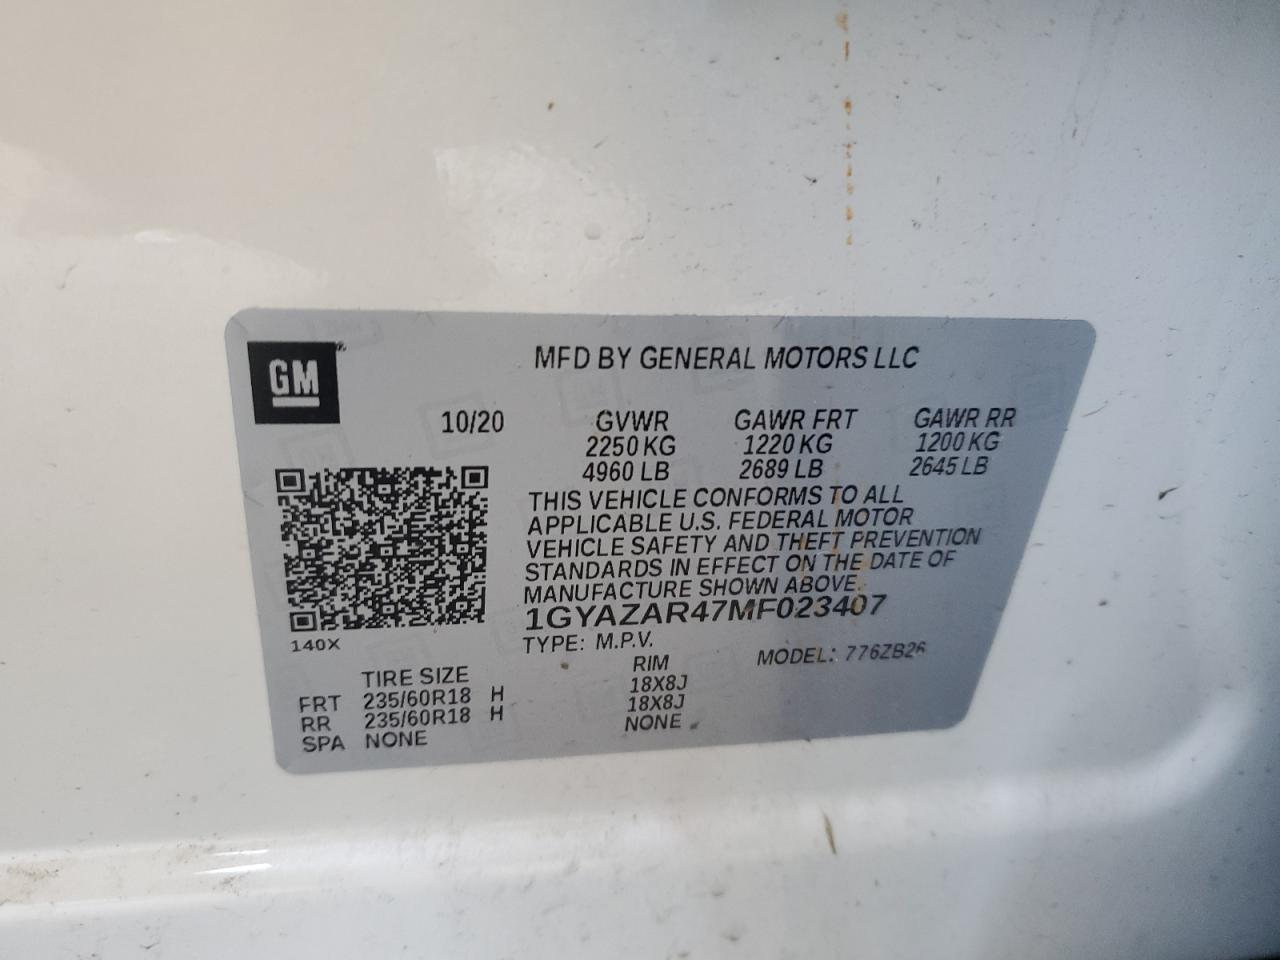 GM
MFD BY GENERAL MOTORS LLC
10/20 GVWR GAWR FRT GAWR RR
2250 KG 1220 KG 1200 KG
4960 LB 2689 LB 2645 LB
THIS VEHICLE CONFORMS TO ALL
APPLICABLE U.S. FEDERAL MOTOR
VEHICLE SAFETY AND THEFT PREVENTION
STANDARDS IN EFFECT ON THE DATE OF
MANUFACTURE SHOWN ABOVE.
1GYAZAR47MF023407
140X
TYPE: M.P.V. MODEL: 776ZB26
TIRE SIZE RIM
FRT 235/60R18 H 18X8J
RR 235/60R18 H 18X8J
SPA NONE NONE